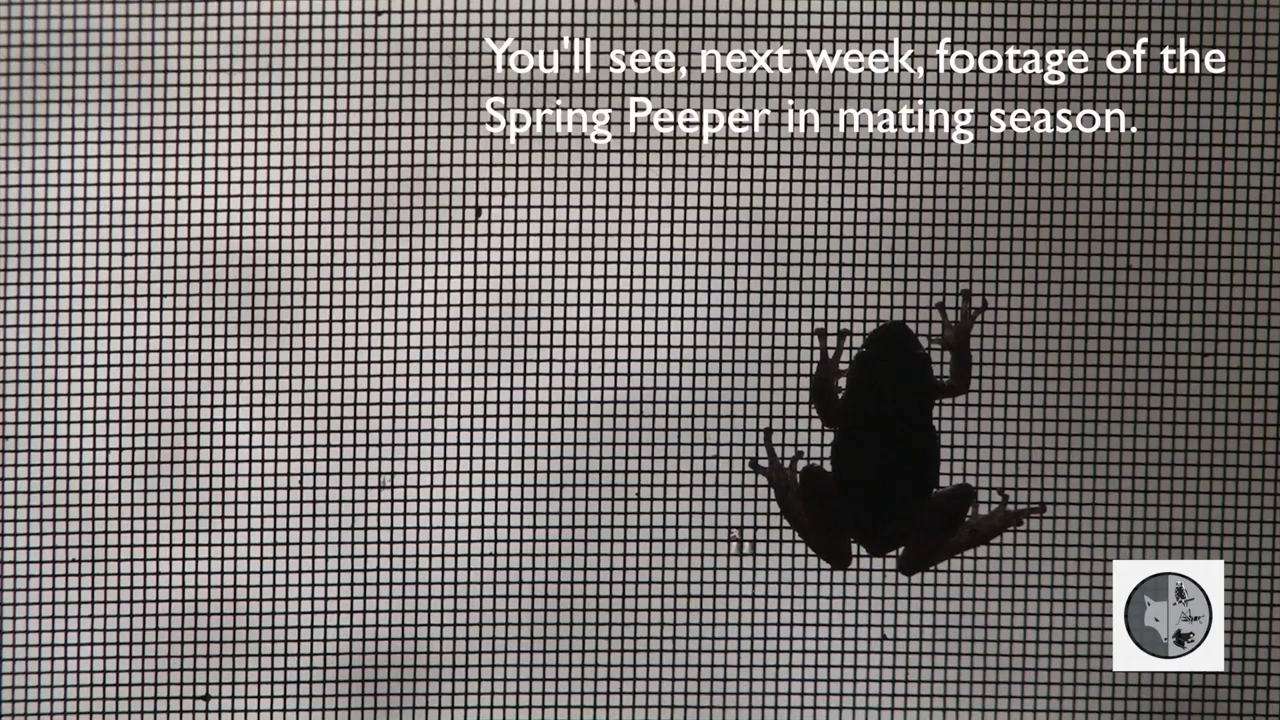 You'll see, next week, footage of the
Spring Peeper in mating season.